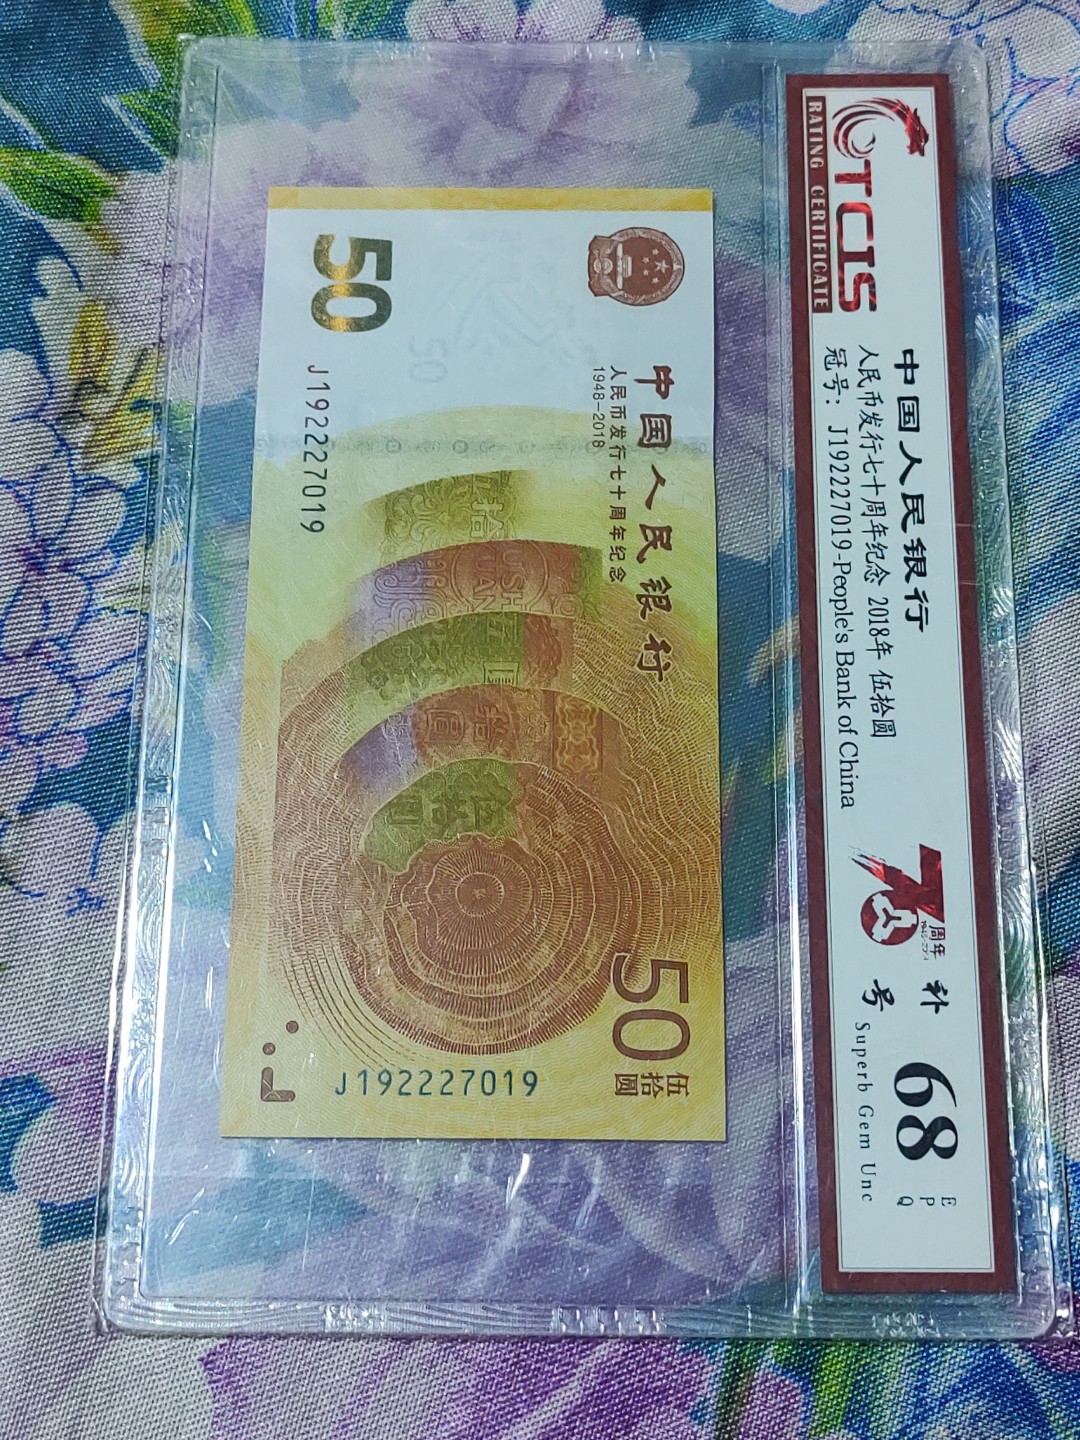 TCIS
RATING CERTIFICATE
中国人民银行
人民币发行七十周年纪念 2018年 伍拾圆
冠号：J192227019-People's Bank of China
70
周年
补号
68
EPQ
Superb Gem Unc
中国人民银行
人民币发行七十周年纪念
1948-2018
50
50
J192227019
50
伍拾圆
J192227019